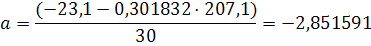 a = (−23,1−0,301832· 207,1) / 30 = −2,851591